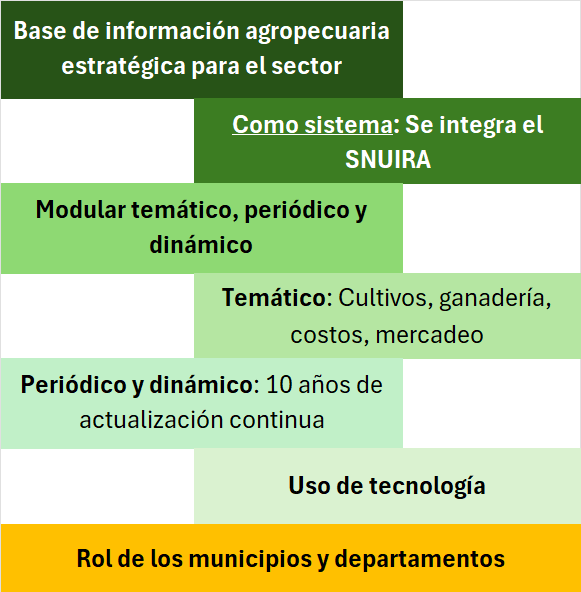 Base de información agropecuaria
estratégica para el sector
Como sistema: Se integra el
SNUIRA
Modular temático, periódico y
dinámico
Temático: Cultivos, ganadería,
costos, mercadeo
Periódico y dinámico: 10 años de
actualización continua
Uso de tecnología
Rol de los municipios y departamentos